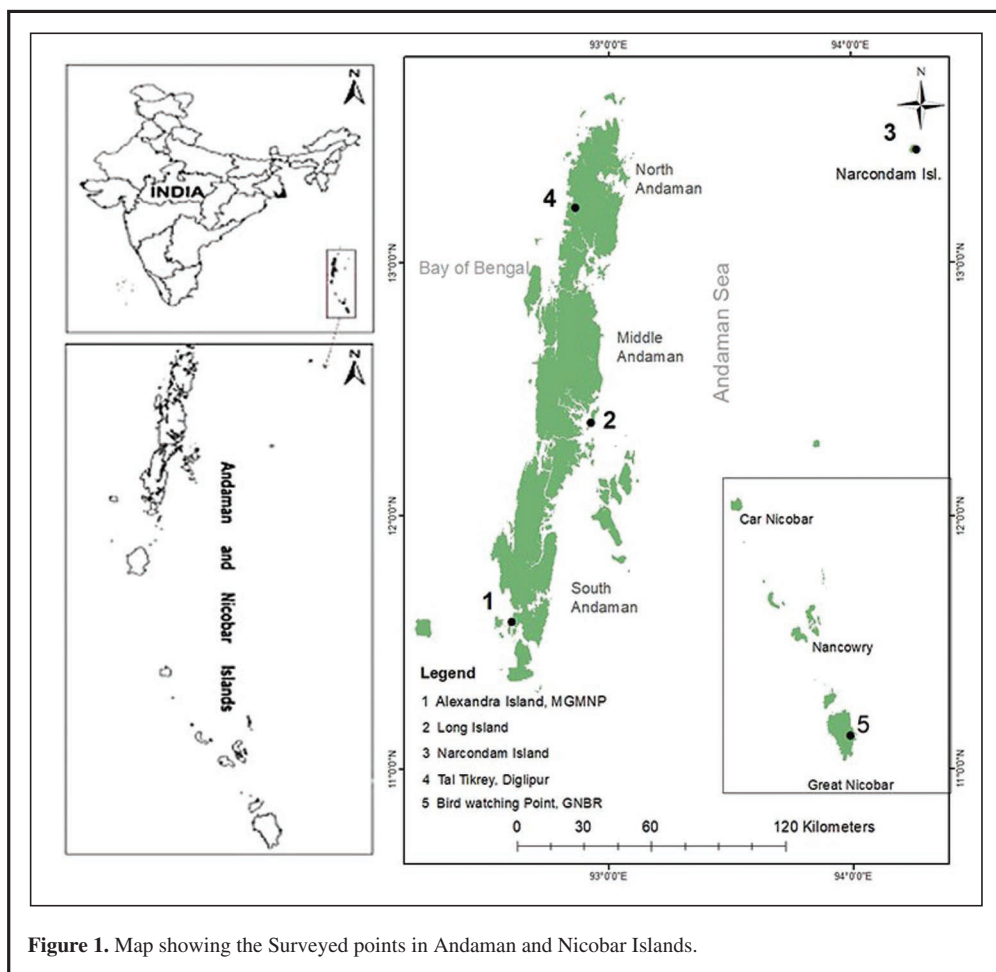 N
INDIA
N
Andaman and Nicobar Islands
93°0'0"E
94°0'0"E
N
3
Narcondam Isl.
North
Andaman
4
13°0'0"N
13°0'0"N
Bay of Bengal
Andaman Sea
Middle
Andaman
2
12°0'0"N
12°0'0"N
Car Nicobar
South
Andaman
1
Nancowry
5
Great Nicobar
11°0'0"N
11°0'0"N
Legend
1 Alexandra Island, MGMNP
2 Long Island
3 Narcondam Island
4 Tal Tikrey, Diglipur
5 Bird watching Point, GNBR
0 30 60 120 Kilometers
93°0'0"E
94°0'0"E
Figure 1. Map showing the Surveyed points in Andaman and Nicobar Islands.